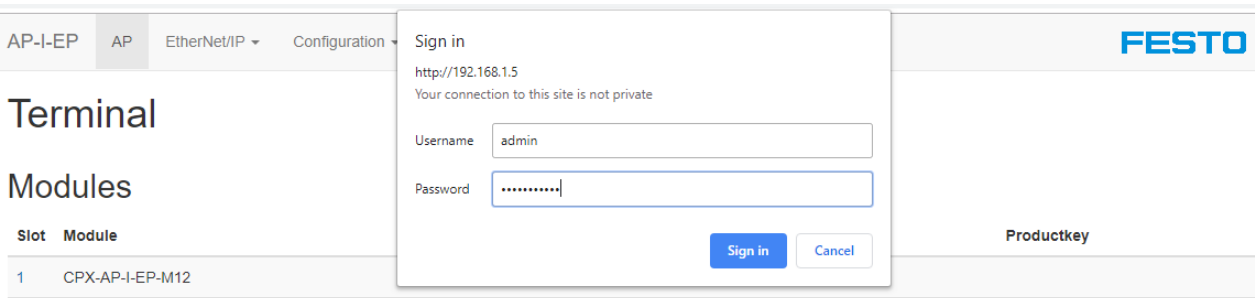 AP-I-EP AP EtherNet/IP Configuration FESTO
Sign in
http://192.168.1.5
Your connection to this site is not private
Terminal
Username admin
Modules
Password •••••••••••
Slot Module Productkey
Sign in Cancel
1 CPX-AP-I-EP-M12